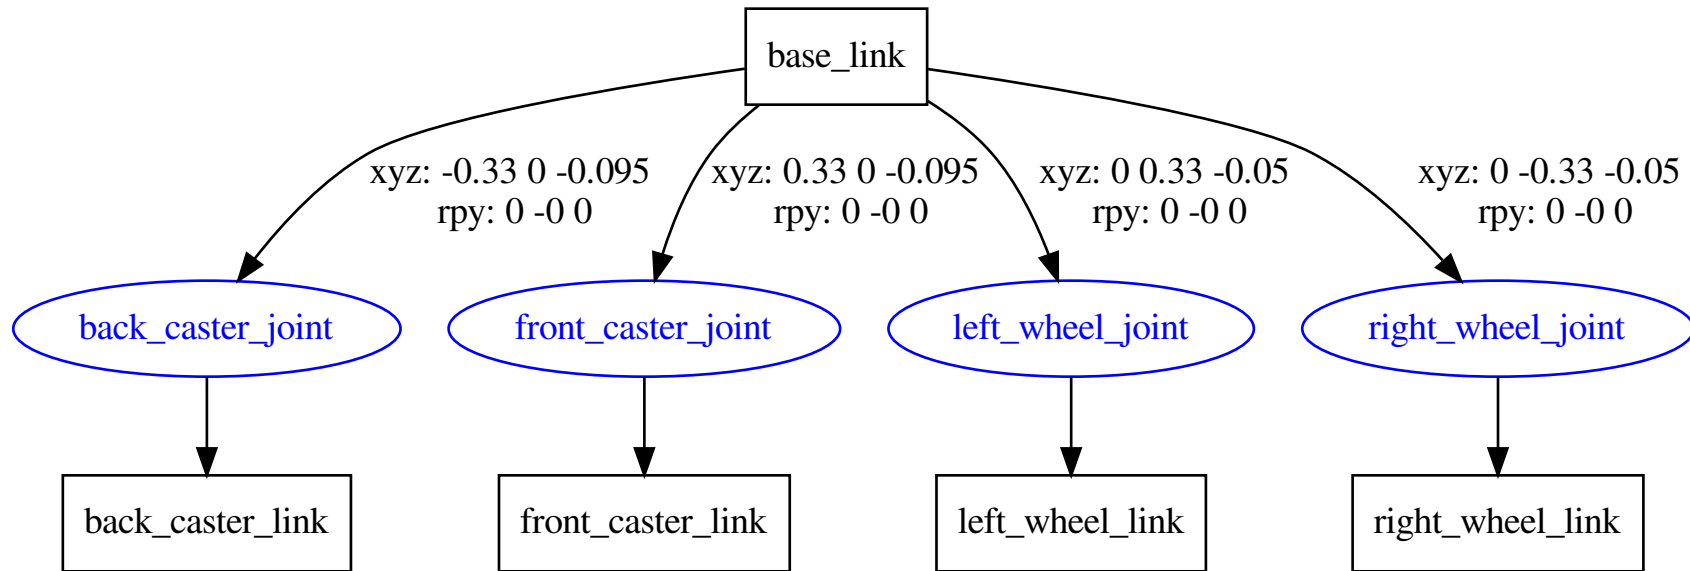 base_link
xyz: -0.33 0 -0.095
rpy: 0 -0 0
xyz: 0.33 0 -0.095
rpy: 0 -0 0
xyz: 0 0.33 -0.05
rpy: 0 -0 0
xyz: 0 -0.33 -0.05
rpy: 0 -0 0
back_caster_joint
front_caster_joint
left_wheel_joint
right_wheel_joint
back_caster_link
front_caster_link
left_wheel_link
right_wheel_link